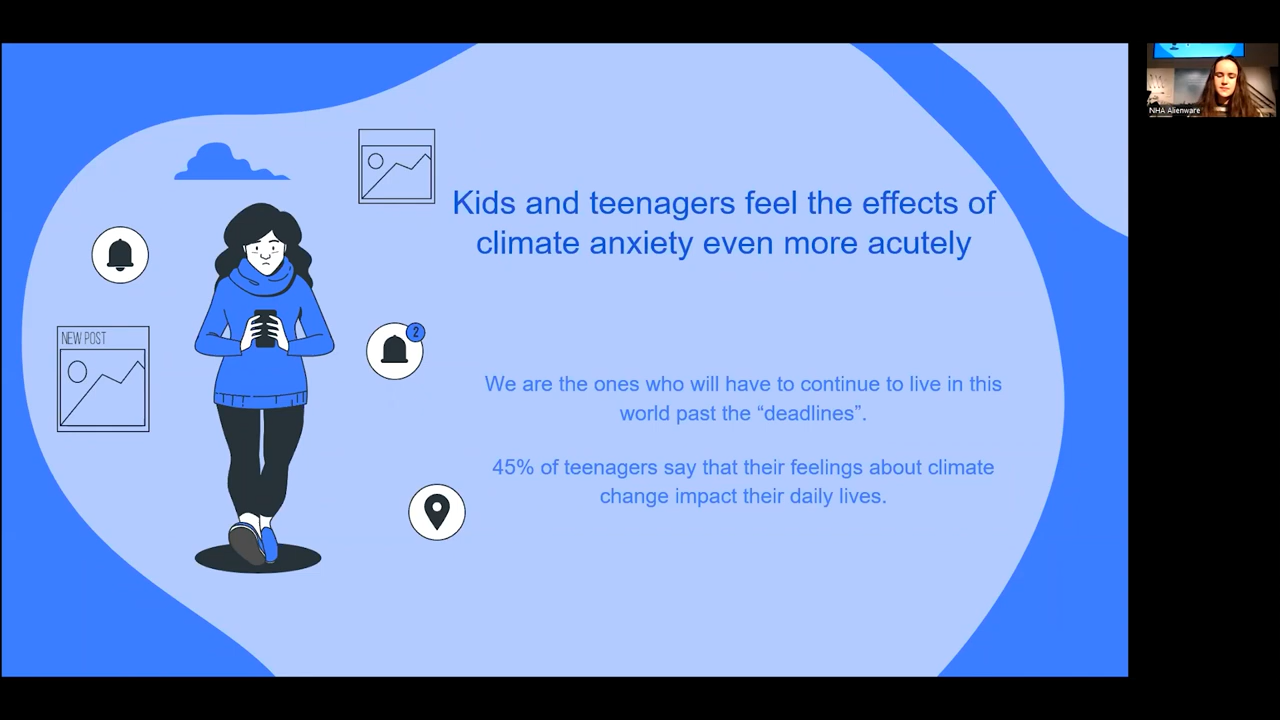 Kids and teenagers feel the effects of
climate anxiety even more acutely
NEW POST
2
We are the ones who will have to continue to live in this
world past the “deadlines”.
45% of teenagers say that their feelings about climate
change impact their daily lives.
NHA Alienware